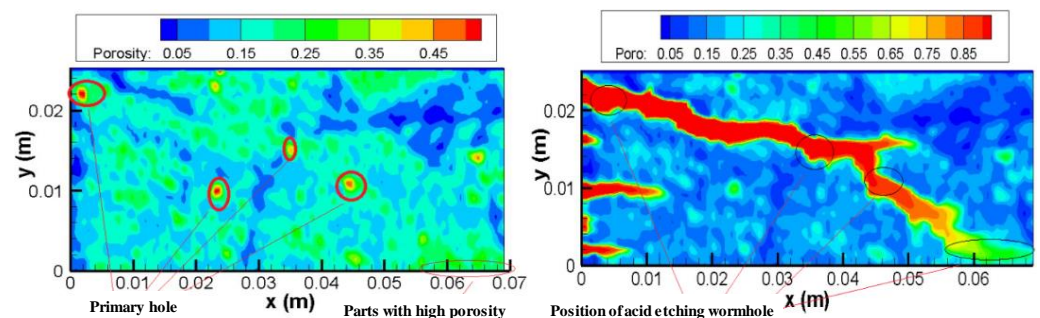 Porosity: 0.05 0.15 0.25 0.35 0.45
y (m)
0.02
0.01
0
0 0.01 0.02 0.03 0.04 0.05 0.06 0.07
x (m)
Primary hole
Parts with high porosity
Poro: 0.05 0.15 0.25 0.35 0.45 0.55 0.65 0.75 0.85
y (m)
0.02
0.01
0
0 0.01 0.02 0.03 0.04 0.05 0.06
x (m)
Position of acid etching wormhole